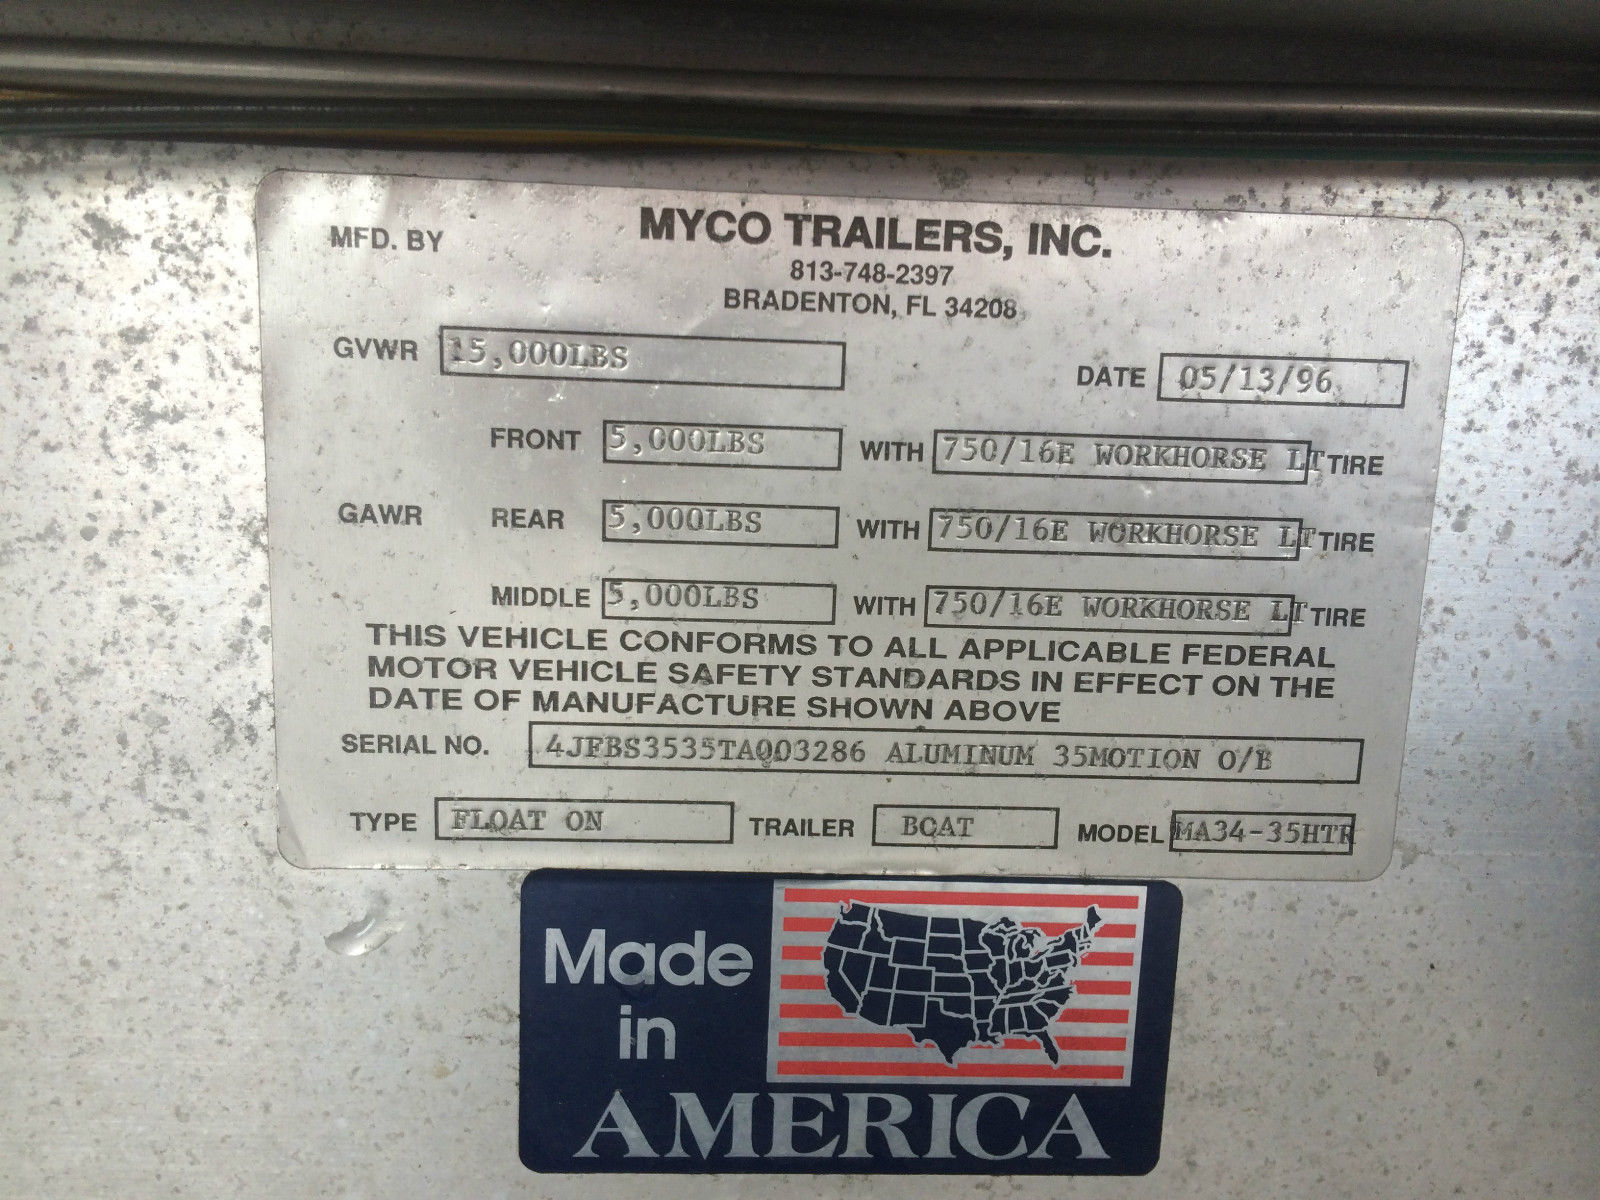 MFD. BY MYCO TRAILERS, INC.
813-748-2397
BRADENTON, FL 34208
GVWR 15,000LBS DATE 05/13/96
FRONT 5,000LBS WITH 750/16E WORKHORSE LT TIRE
GAWR REAR 5,000LBS WITH 750/16E WORKHORSE LT TIRE
MIDDLE 5,000LBS WITH 750/16E WORKHORSE LT TIRE
THIS VEHICLE CONFORMS TO ALL APPLICABLE FEDERAL
MOTOR VEHICLE SAFETY STANDARDS IN EFFECT ON THE
DATE OF MANUFACTURE SHOWN ABOVE
SERIAL NO. 4JFBS3535TA003286 ALUMINUM 35MOTION O/B
TYPE FLOAT ON TRAILER BOAT MODEL MA34-35HTR
Made
in
AMERICA